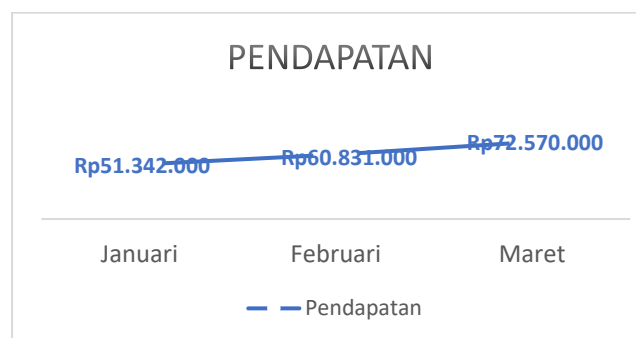 PENDAPATAN
Rp51.342.000
Rp60.831.000
Rp72.570.000
Januari
Februari
Maret
Pendapatan